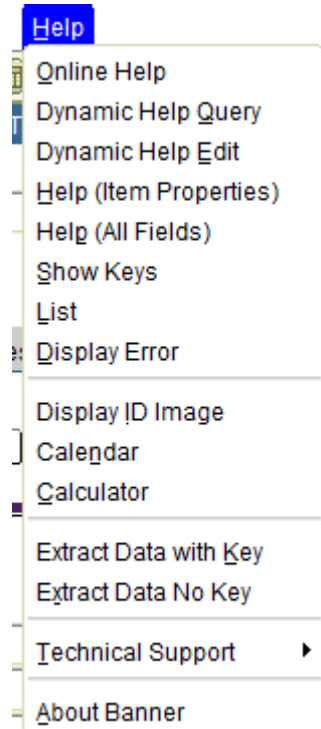 Help
Online Help
Dynamic Help Query
Dynamic Help Edit
Help (Item Properties)
Help (All Fields)
Show Keys
List
Display Error
Display ID Image
Calendar
Calculator
Extract Data with Key
Extract Data No Key
Technical Support
About Banner